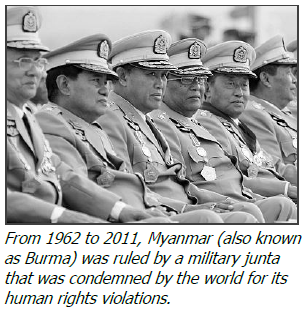 From 1962 to 2011, Myanmar (also known
as Burma) was ruled by a military junta
that was condemned by the world for its
human rights violations.